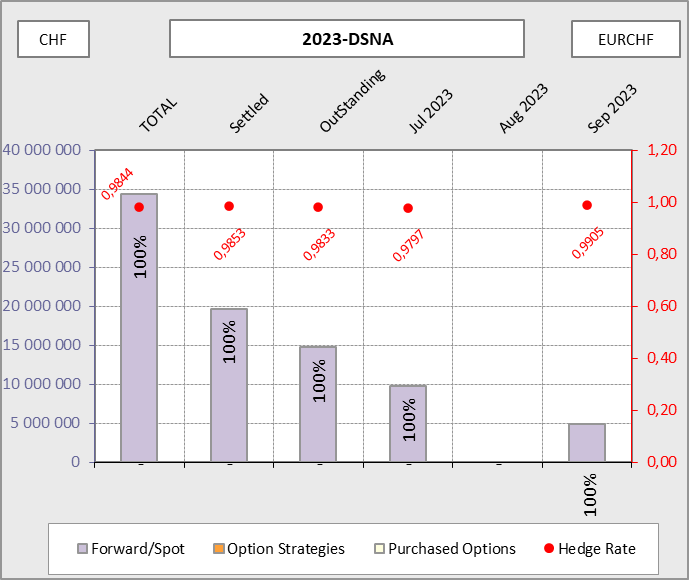 CHF
2023-DSNA
EURCHF
TOTAL
Settled
OutStanding
Jul 2023
Aug 2023
Sep 2023
40 000 000
35 000 000
30 000 000
25 000 000
20 000 000
15 000 000
10 000 000
5 000 000
0
1,20
1,00
0,80
0,60
0,40
0,20
0,00
0,9844
0,9853
0,9833
0,9797
0,9905
100%
100%
100%
100%
100%
Forward/Spot
Option Strategies
Purchased Options
Hedge Rate